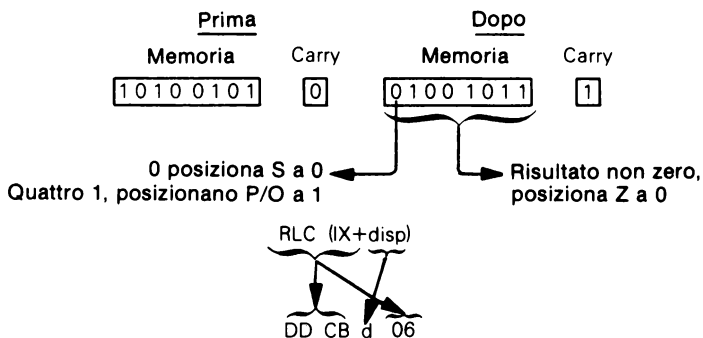 Prima Dopo
Memoria Carry Memoria Carry
10100101 0 01001011 1
0 posiziona S a 0 Risultato non zero,
Quattro 1, posizionano P/O a 1 posiziona Z a 0
RLC (IX+disp)
DD CB d 06